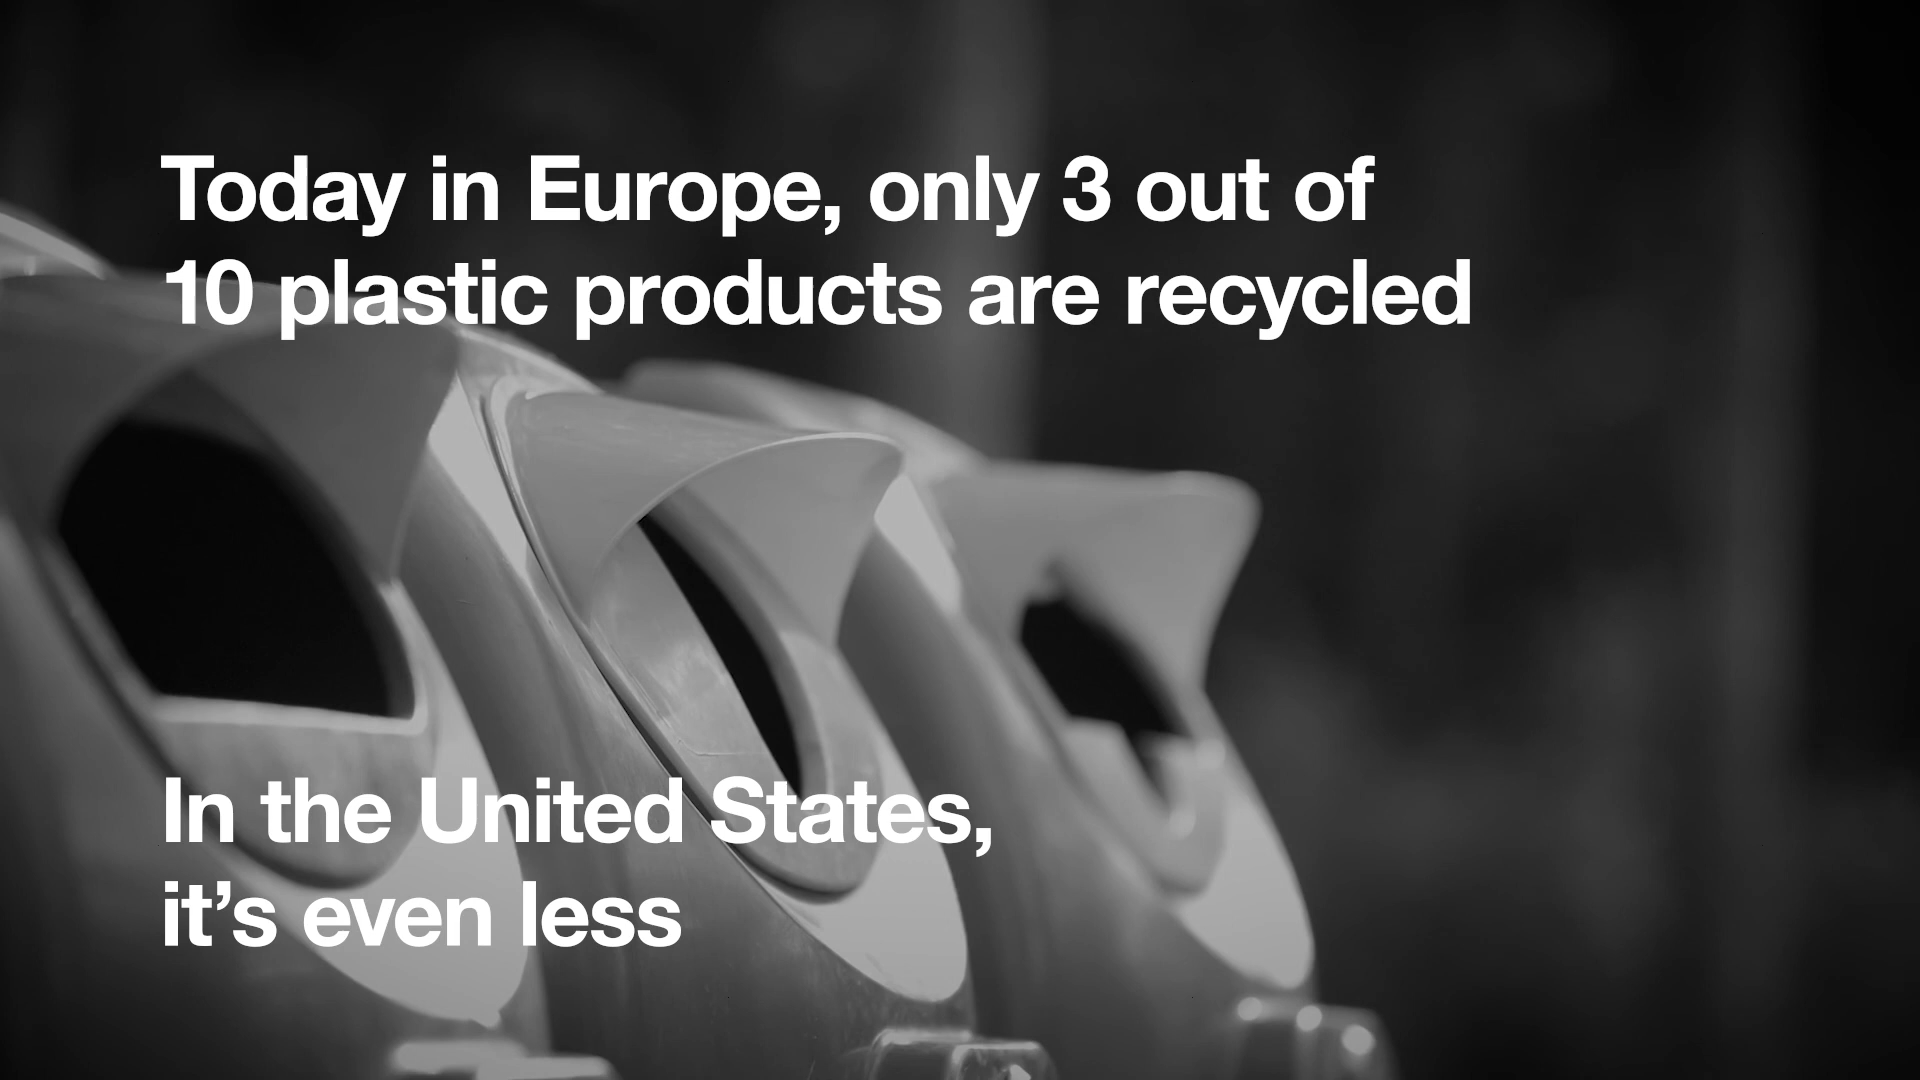 Today in Europe, only 3 out of
10 plastic products are recycled
In the United States,
it’s even less